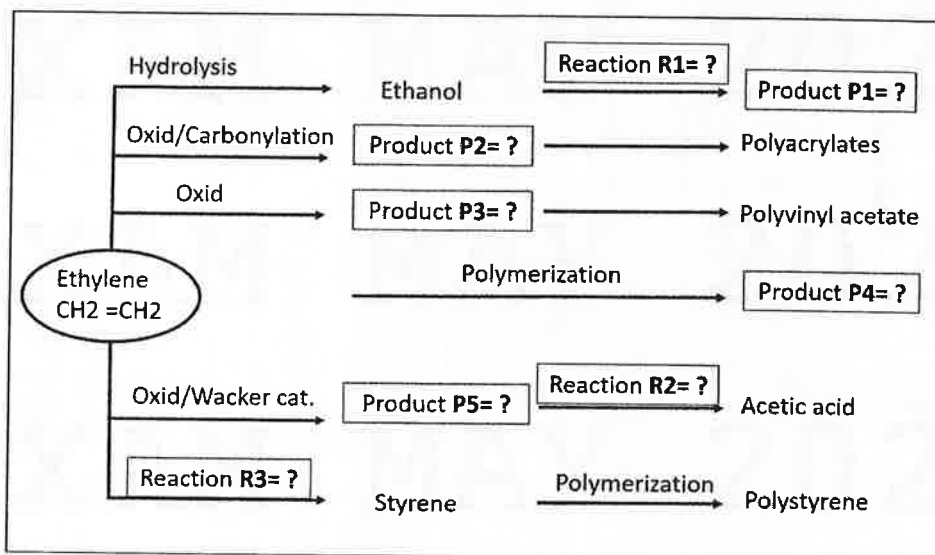 Hydrolysis
Ethanol
Reaction R1= ?
Product P1= ?
Oxid/Carbonylation
Product P2= ?
Polyacrylates
Oxid
Product P3= ?
Polyvinyl acetate
Ethylene
CH2 =CH2
Polymerization
Product P4= ?
Oxid/Wacker cat.
Product P5= ?
Reaction R2= ?
Acetic acid
Reaction R3= ?
Styrene
Polymerization
Polystyrene